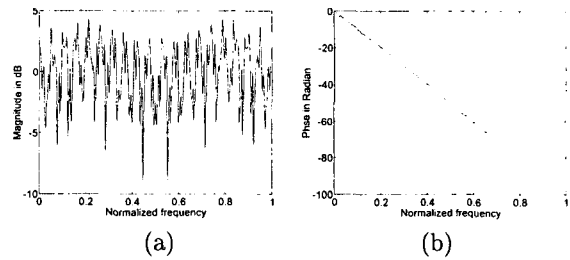 5
0
-5
-10
Magnitude in dB
0 0.2 0.4 0.6 0.8 1
Normalized frequency
(a)
0
-20
-40
-60
-80
-100
Phse in Radian
0 0.2 0.4 0.6 0.8 1
Normalized frequency
(b)